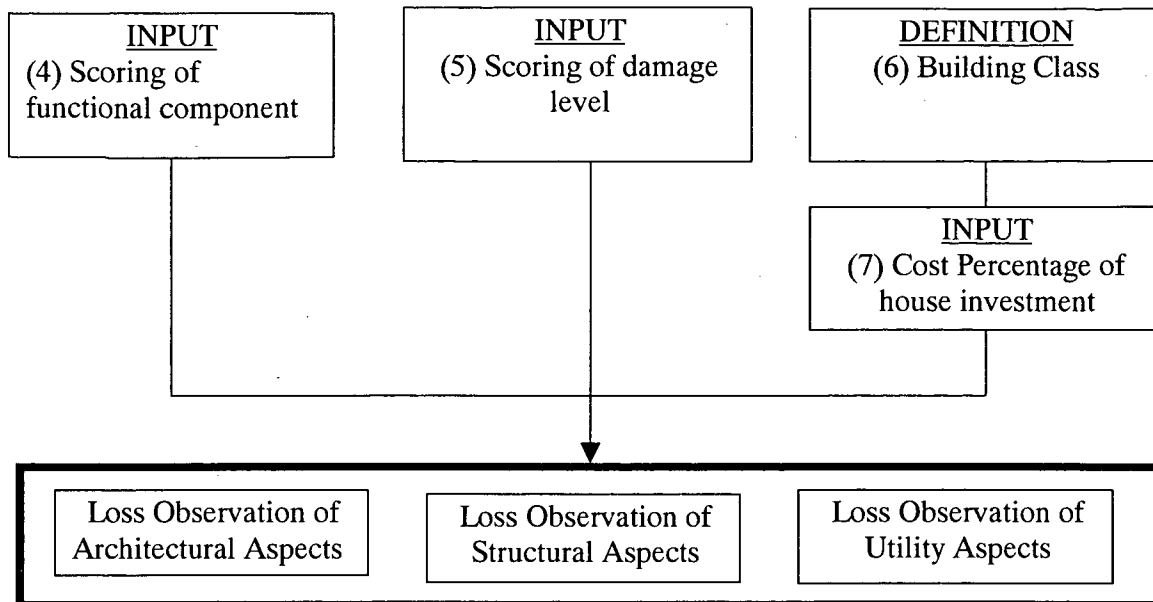 INPUT
(4) Scoring of
functional component
INPUT
(5) Scoring of damage
level
DEFINITION
(6) Building Class
INPUT
(7) Cost Percentage of
house investment
Loss Observation of
Architectural Aspects
Loss Observation of
Structural Aspects
Loss Observation of
Utility Aspects